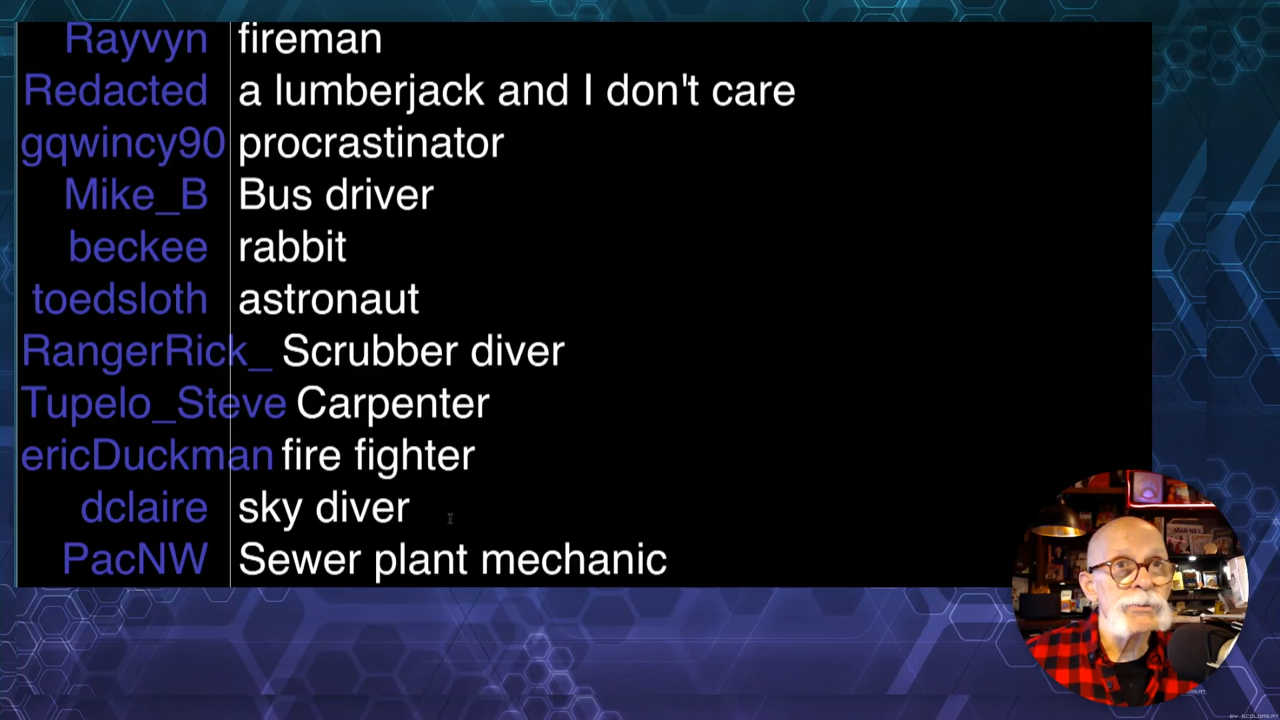 Rayvyn fireman
Redacted a lumberjack and I don't care
gqwincy90 procrastinator
Mike_B Bus driver
beckee rabbit
toedsloth astronaut
RangerRick_ Scrubber diver
Tupelo_Steve Carpenter
ericDuckman fire fighter
dclaire sky diver
PacNW Sewer plant mechanic